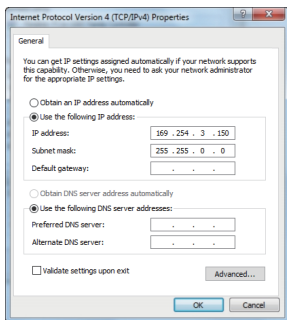 Internet Protocol Version 4 (TCP/IPv4) Properties
General
You can get IP settings assigned automatically if your network supports
this capability. Otherwise, you need to ask your network administrator
for the appropriate IP settings.
Obtain an IP address automatically
Use the following IP address:
IP address: 169 . 254 . 3 . 150
Subnet mask: 255 . 255 . 0 . 0
Default gateway: . . .
Obtain DNS server address automatically
Use the following DNS server addresses:
Preferred DNS server: . . .
Alternate DNS server: . . .
Validate settings upon exit
Advanced...
OK Cancel